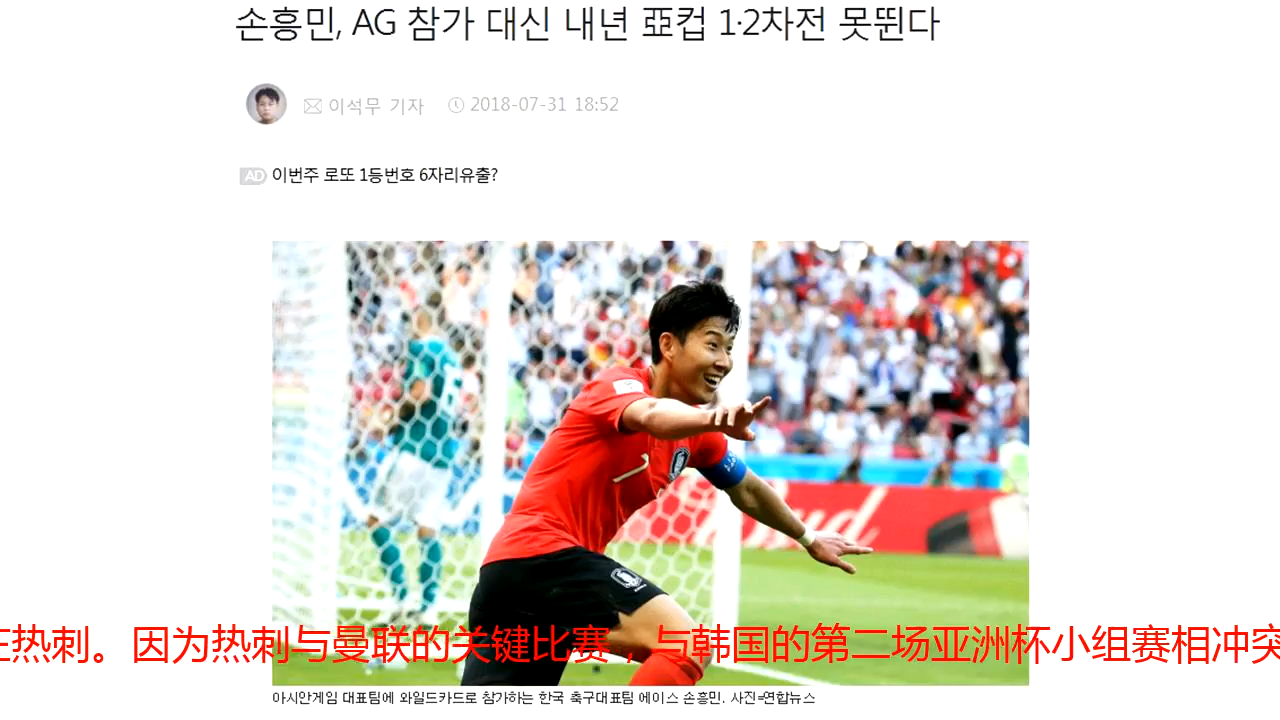 손흥민, AG 참가 대신 내년 亞컵 1·2차전 못뛴다
이석무 기자 2018-07-31 18:52
AD 이번주 로또 1등번호 6자리유출?
Bud
热刺。因为热刺与曼联的关键比赛，与韩国的第二场亚洲杯小组赛相冲突
아시안게임 대표팀에 와일드카드로 참가하는 한국 축구대표팀 에이스 손흥민. 사진=연합뉴스